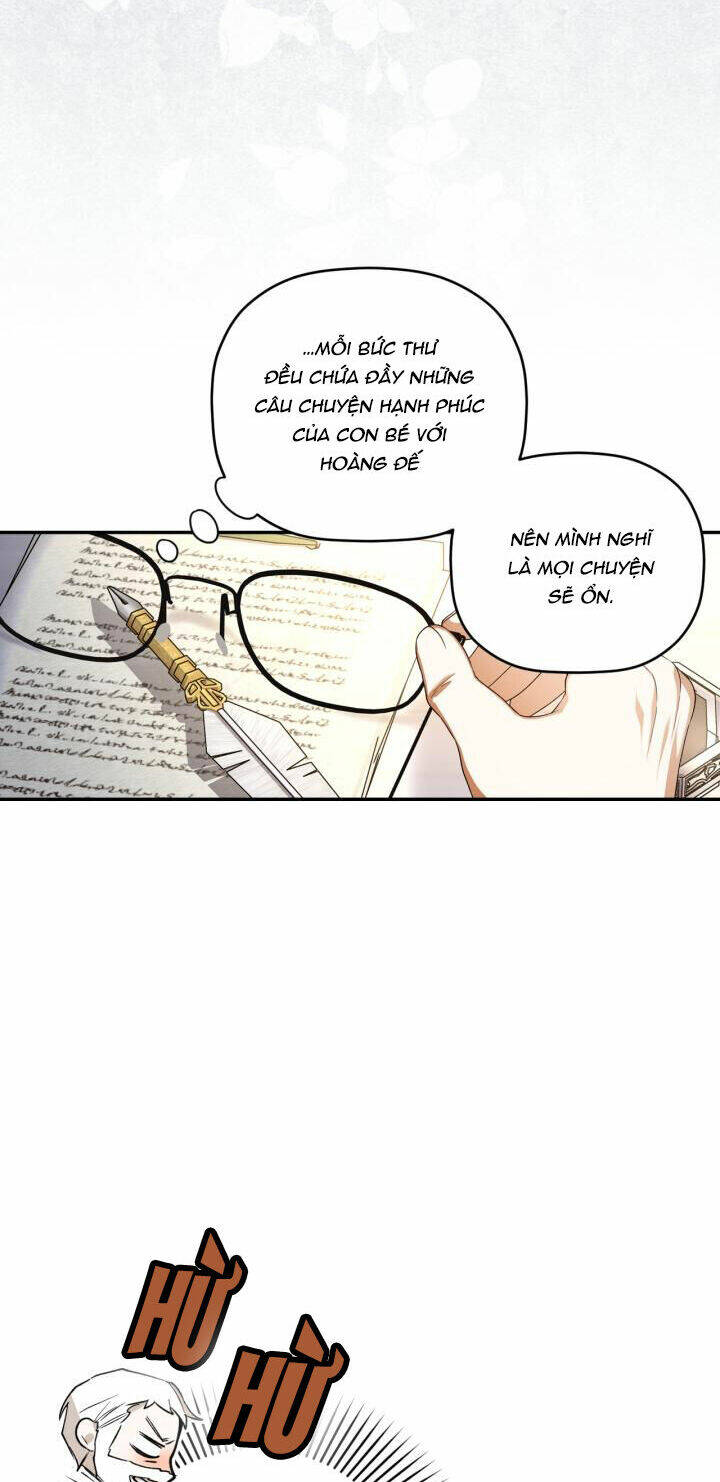 ...MỖI BỨC THƯ
ĐỀU CHỨA ĐẦY NHỮNG
CÂU CHUYỆN HẠNH PHÚC
CỦA CON BÉ VỚI
HOÀNG ĐẾ
NÊN MÌNH NGHĨ
LÀ MỌI CHUYỆN
SẼ ỔN.
HỪ
HỪ